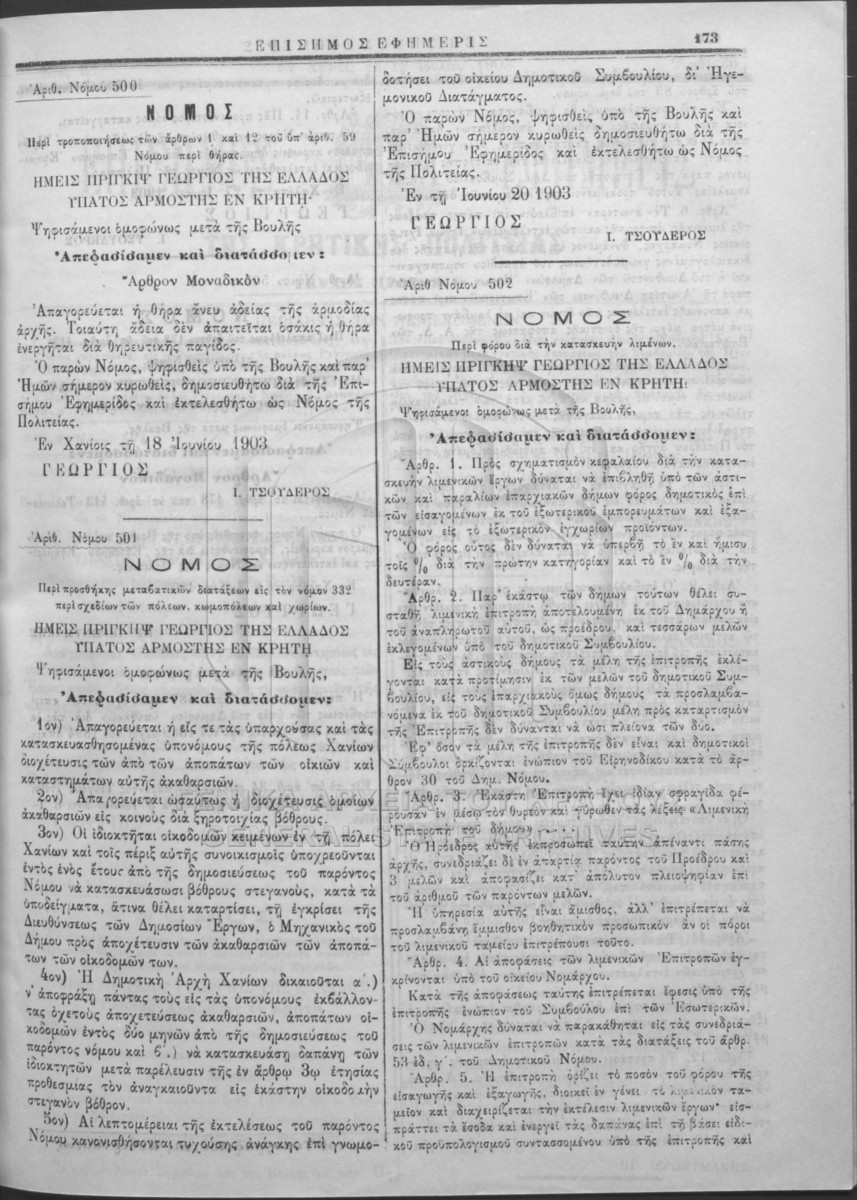 ΕΠΙΣΗΜΟΣ ΕΦΗΜΕΡΙΣ
173
Ἀριθ. Νόμου 500
ΝΟΜΟΣ
Περὶ τροποποιήσεως τῶν ἄρθρων 1 καὶ 12 τοῦ ὑπ' ἀριθ. 59
Νόμου περὶ θήρας.
ΗΜΕΙΣ ΠΡΙΓΚΙΨ ΓΕΩΡΓΙΟΣ ΤΗΣ ΕΛΛΑΔΟΣ
ΥΠΑΤΟΣ ΑΡΜΟΣΤΗΣ ΕΝ ΚΡΗΤΗ·
Ψηφισάμενοι ὁμοφώνως μετὰ τῆς Βουλῆς
Ἀπεφασίσαμεν καὶ διατάσσομεν:
Ἄρθρον Μοναδικὸν
Ἀπαγορεύεται ἡ θήρα ἄνευ ἀδείας τῆς ἁρμοδίας
ἀρχῆς. Τοιαύτη ἄδεια δὲν ἀπαιτεῖται ὁσάκις ἡ θήρα
ἐνεργῆται διὰ θηρευτικῆς παγίδος.
Ὁ παρὼν Νόμος, ψηφισθεὶς ὑπὸ τῆς Βουλῆς καὶ παρ'
Ἡμῶν σήμερον κυρωθεὶς, δημοσιευθήτω διὰ τῆς Ἐπι-
σήμου Ἐφημερίδος καὶ ἐκτελεσθήτω ὡς Νόμος τῆς
Πολιτείας.
Ἐν Χανίοις τῇ 18 Ἰουνίου 1903
ΓΕΩΡΓΙΟΣ
Ι. ΤΣΟΥΔΕΡΟΣ
Ἀριθ. Νόμου 501
ΝΟΜΟΣ
Περὶ προσθήκης μεταβατικῶν διατάξεων εἰς τὸν νόμον 332
περὶ σχεδίων τῶν πόλεων, κωμοπόλεων καὶ χωρίων.
ΗΜΕΙΣ ΠΡΙΓΚΙΨ ΓΕΩΡΓΙΟΣ ΤΗΣ ΕΛΛΑΔΟΣ
ΥΠΑΤΟΣ ΑΡΜΟΣΤΗΣ ΕΝ ΚΡΗΤΗ
Ψηφισάμενοι ὁμοφώνως μετὰ τῆς Βουλῆς,
Ἀπεφασίσαμεν καὶ διατάσσομεν:
1ον) Ἀπαγορεύεται ἡ εἴς τε τὰς ὑπαρχούσας καὶ τὰς
κατασκευασθησομένας ὑπονόμους τῆς πόλεως Χανίων
διοχέτευσις τῶν ἀπὸ τῶν ἀποπάτων τῶν οἰκιῶν καὶ
καταστημάτων αὐτῆς ἀκαθαρσιῶν.
2ον) Ἀπαγορεύεται ὡσαύτως ἡ διοχέτευσις ὁμοίων
ἀκαθαρσιῶν εἰς κοινοὺς διὰ ξηροτοιχίας βόθρους.
3ον) Οἱ ἰδιοκτῆται οἰκοδομῶν κειμένων ἐν τῇ πόλει
Χανίων καὶ τοῖς πέριξ αὐτῆς συνοικισμοῖς ὑποχρεοῦνται
ἐντὸς ἑνὸς ἔτους ἀπὸ τῆς δημοσιεύσεως τοῦ παρόντος
Νόμου νὰ κατασκευάσωσι βόθρους στεγανοὺς, κατὰ τὰ
ὑποδείγματα, ἅτινα θέλει καταρτίσει, τῇ ἐγκρίσει τῆς
Διευθύνσεως τῶν Δημοσίων Ἔργων, ὁ Μηχανικὸς τοῦ
Δήμου πρὸς ἀποχέτευσιν τῶν ἀκαθαρσιῶν τῶν ἀποπά-
των τῶν οἰκοδομῶν των.
4ον) Ἡ Δημοτικὴ Ἀρχὴ Χανίων δικαιοῦται α΄.)
ν' ἀποφράξῃ πάντας τοὺς εἰς τὰς ὑπονόμους ἐκβάλλον-
τας ὀχετοὺς ἀποχετεύσεως ἀκαθαρσιῶν, ἀποπάτων οἰ-
κοδομῶν ἐντὸς δύο μηνῶν ἀπὸ τῆς δημοσιεύσεως τοῦ
παρόντος νόμου καὶ β΄.) νὰ κατασκευάσῃ δαπάνῃ τῶν
ἰδιοκτητῶν μετὰ παρέλευσιν τῆς ἐν ἄρθρῳ 3ῳ ἐτησίας
προθεσμίας τὸν ἀναγκαιοῦντα εἰς ἑκάστην οἰκοδομὴν
στεγανὸν βόθρον.
5ον) Αἱ λεπτομέρειαι τῆς ἐκτελέσεως τοῦ παρόντος
Νόμου κανονισθήσονται τυχούσης ἀνάγκης ἐπὶ γνωμο-
δοτήσει τοῦ οἰκείου Δημοτικοῦ Συμβουλίου, δι' Ἡγε-
μονικοῦ Διατάγματος.
Ὁ παρὼν Νόμος, ψηφισθεὶς ὑπὸ τῆς Βουλῆς καὶ
παρ' Ἡμῶν σήμερον κυρωθεὶς δημοσιευθήτω διὰ τῆς
Ἐπισήμου Ἐφημερίδος καὶ ἐκτελεσθήτω ὡς Νόμος
τῆς Πολιτείας.
Ἐν τῇ Ἰουνίου 20 1903
ΓΕΩΡΓΙΟΣ
Ι. ΤΣΟΥΔΕΡΟΣ
Ἀριθ Νόμου 502
ΝΟΜΟΣ
Περὶ φόρου διὰ τὴν κατασκευὴν λιμένων.
ΗΜΕΙΣ ΠΡΙΓΚΗΨ ΓΕΩΡΓΙΟΣ ΤΗΣ ΕΛΛΑΔΟΣ
ΥΠΑΤΟΣ ΑΡΜΟΣΤΗΣ ΕΝ ΚΡΗΤΗ:
Ψηφισάμενοι ὁμοφώνως μετὰ τῆς Βουλῆς,
Ἀπεφασίσαμεν καὶ διατάσσομεν:
Ἄρθρ. 1. Πρὸς σχηματισμὸν κεφαλαίου διὰ τὴν κατα-
σκευὴν λιμενικῶν ἔργων δύναται νὰ ἐπιβληθῇ ὑπὸ τῶν ἀστι-
κῶν καὶ παραλίων ἐπαρχιακῶν δήμων φόρος δημοτικὸς ἐπὶ
τῶν εἰσαγομένων ἐκ τοῦ ἐξωτερικοῦ ἐμπορευμάτων καὶ ἐξα-
γομένων εἰς τὸ ἐξωτερικὸν ἐγχωρίων προϊόντων.
Ὁ φόρος οὗτος δὲν δύναται νὰ ὑπερβῇ τὸ ἓν καὶ ἥμισυ
τοῖς % διὰ τὴν πρώτην κατηγορίαν καὶ τὸ ἓν % διὰ τὴν
δευτέραν.
Ἄρθρ. 2. Παρ' ἑκάστῳ τῶν δήμων τούτων θέλει συ-
σταθῆ λιμενικὴ ἐπιτροπὴ ἀποτελουμένη ἐκ τοῦ Δημάρχου ἢ
τοῦ ἀναπληρωτοῦ αὐτοῦ, ὡς προέδρου, καὶ τεσσάρων μελῶν
ἐκλεγομένων ὑπὸ τοῦ δημοτικοῦ Συμβουλίου.
Εἰς τοὺς ἀστικοὺς δήμους τὰ μέλη τῆς ἐπιτροπῆς ἐκλέ-
γονται κατὰ προτίμησιν ἐκ τῶν μελῶν τοῦ δημοτικοῦ Συμ-
βουλίου, εἰς τοὺς ἐπαρχιακοὺς ὅμως δήμους τὰ προσλαμβα-
νόμενα ἐκ τοῦ δημοτικοῦ Συμβουλίου μέλη πρὸς καταρτισμὸν
τῆς Ἐπιτροπῆς δὲν δύνανται νὰ ὦσι πλείονα τῶν δύο.
Ἐφ' ὅσον τὰ μέλη τῆς ἐπιτροπῆς δὲν εἶναι καὶ δημοτικοὶ
Σύμβουλοι ὁρκίζονται ἐνώπιον τοῦ Εἰρηνοδίκου κατὰ τὸ ἄρ-
θρον 30 τοῦ Δημ. Νόμου.
Ἄρθρ. 3. Ἑκάστη Ἐπιτροπὴ ἔχει ἰδίαν σφραγίδα φέ-
ρουσαν ἐν μέσῳ τὸν θυρεὸν καὶ γύρωθεν τὰς λέξεις «Λιμενικὴ
Ἐπιτροπὴ τοῦ δήμου» . . . .
Ὁ Πρόεδρος αὐτῆς ἐκπροσωπεῖ ταύτην ἀπέναντι πάσης
ἀρχῆς, συνεδριάζει δὲ ἐν ἀπαρτίᾳ παρόντος τοῦ Προέδρου καὶ
3 μελῶν καὶ ἀποφασίζει κατ' ἀπόλυτον πλειοψηφίαν ἐπὶ
τοῦ ἀριθμοῦ τῶν παρόντων μελῶν.
Ἡ ὑπηρεσία αὐτῆς εἶναι ἄμισθος, ἀλλ' ἐπιτρέπεται νὰ
προσλαμβάνῃ ἔμμισθον βοηθητικὸν προσωπικὸν ἂν οἱ πόροι
τοῦ λιμενικοῦ ταμείου ἐπιτρέπουσι τοῦτο.
Ἄρθρ. 4. Αἱ ἀποφάσεις τῶν λιμενικῶν Ἐπιτροπῶν ἐγ-
κρίνονται ὑπὸ τοῦ οἰκείου Νομάρχου.
Κατὰ τῆς ἀποφάσεως ταύτης ἐπιτρέπεται ἔφεσις ὑπὸ τῆς
ἐπιτροπῆς ἐνώπιον τοῦ Συμβούλου ἐπὶ τῶν Ἐσωτερικῶν.
Ὁ Νομάρχης δύναται νὰ παρακάθηται εἰς τὰς συνεδριά-
σεις τῶν λιμενικῶν ἐπιτροπῶν κατὰ τὰς διατάξεις τοῦ ἄρθρ.
53 ἐδ. γ΄. τοῦ Δημοτικοῦ Νόμου.
Ἄρθρ. 5. Ἡ ἐπιτροπὴ ὁρίζει τὸ ποσὸν τοῦ φόρου τῆς
εἰσαγωγῆς καὶ ἐξαγωγῆς, διοικεῖ ἐν γένει τὸ λιμενικὸν τα-
μεῖον καὶ διαχειρίζεται τὴν ἐκτέλεσιν λιμενικῶν ἔργων· εἰσ-
πράττει τὰ ἔσοδα καὶ ἐνεργεῖ τὰς δαπάνας ἐπὶ τῇ βάσει εἰδι-
κοῦ προϋπολογισμοῦ συντασσομένου ὑπὸ τῆς ἐπιτροπῆς καὶ